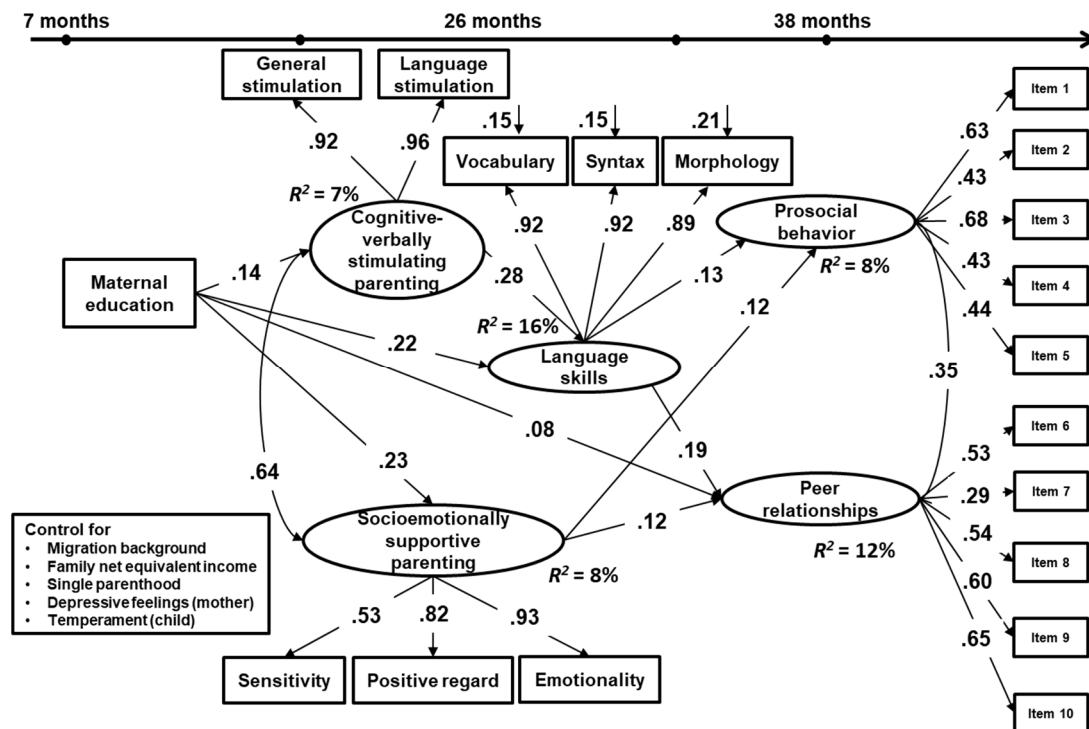 7 months
26 months
38 months
General
stimulation
Language
stimulation
Item 1
.15
.15
.21
.63
.92
.96
Vocabulary
Syntax
Morphology
Item 2
.43
R² = 7%
Cognitive-
verbally
stimulating
parenting
Prosocial
behavior
.68
Item 3
.92
.92
.89
R² = 8%
.43
Item 4
Maternal
education
.14
.28
.13
.12
.44
R² = 16%
.22
Language
skills
Item 5
.35
.08
.19
Item 6
.53
.64
.23
Peer
relationships
.29
Item 7
Socioemotionally
supportive
parenting
.12
.54
R² = 12%
Item 8
R² = 8%
.60
Control for
• Migration background
• Family net equivalent income
• Single parenthood
• Depressive feelings (mother)
• Temperament (child)
.53
.82
.93
.65
Item 9
Sensitivity
Positive regard
Emotionality
Item 10